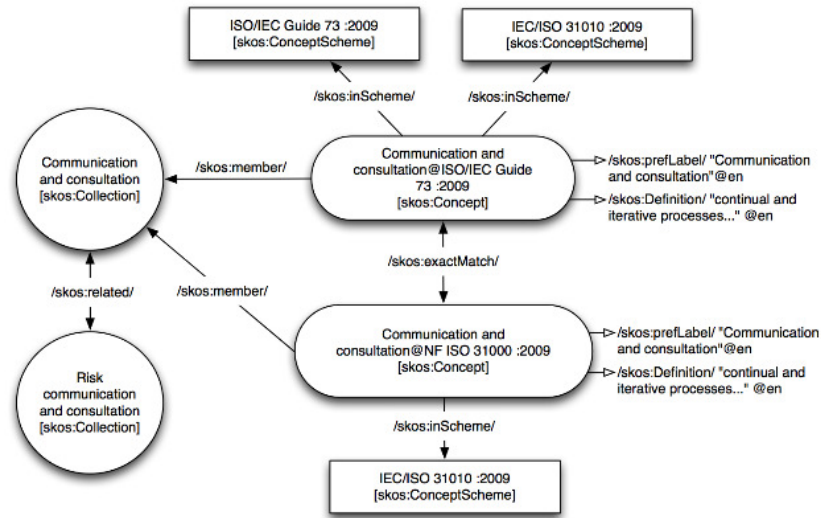 ISO/IEC Guide 73 :2009
[skos:ConceptScheme]
IEC/ISO 31010 :2009
[skos:ConceptScheme]
/skos:inScheme/
/skos:inScheme/
Communication
and consultation
[skos:Collection]
/skos:member/
Communication and
consultation@ISO/IEC Guide
73 :2009
[skos:Concept]
/skos:prefLabel/ "Communication
and consultation"@en
/skos:Definition/ "continual and
iterative processes..." @en
/skos:related/
/skos:member/
/skos:exactMatch/
Risk
communication
and consultation
[skos:Collection]
Communication and
consultation@NF ISO 31000 :2009
[skos:Concept]
/skos:prefLabel/ "Communication
and consultation"@en
/skos:Definition/ "continual and
iterative processes..." @en
/skos:inScheme/
IEC/ISO 31010 :2009
[skos:ConceptScheme]